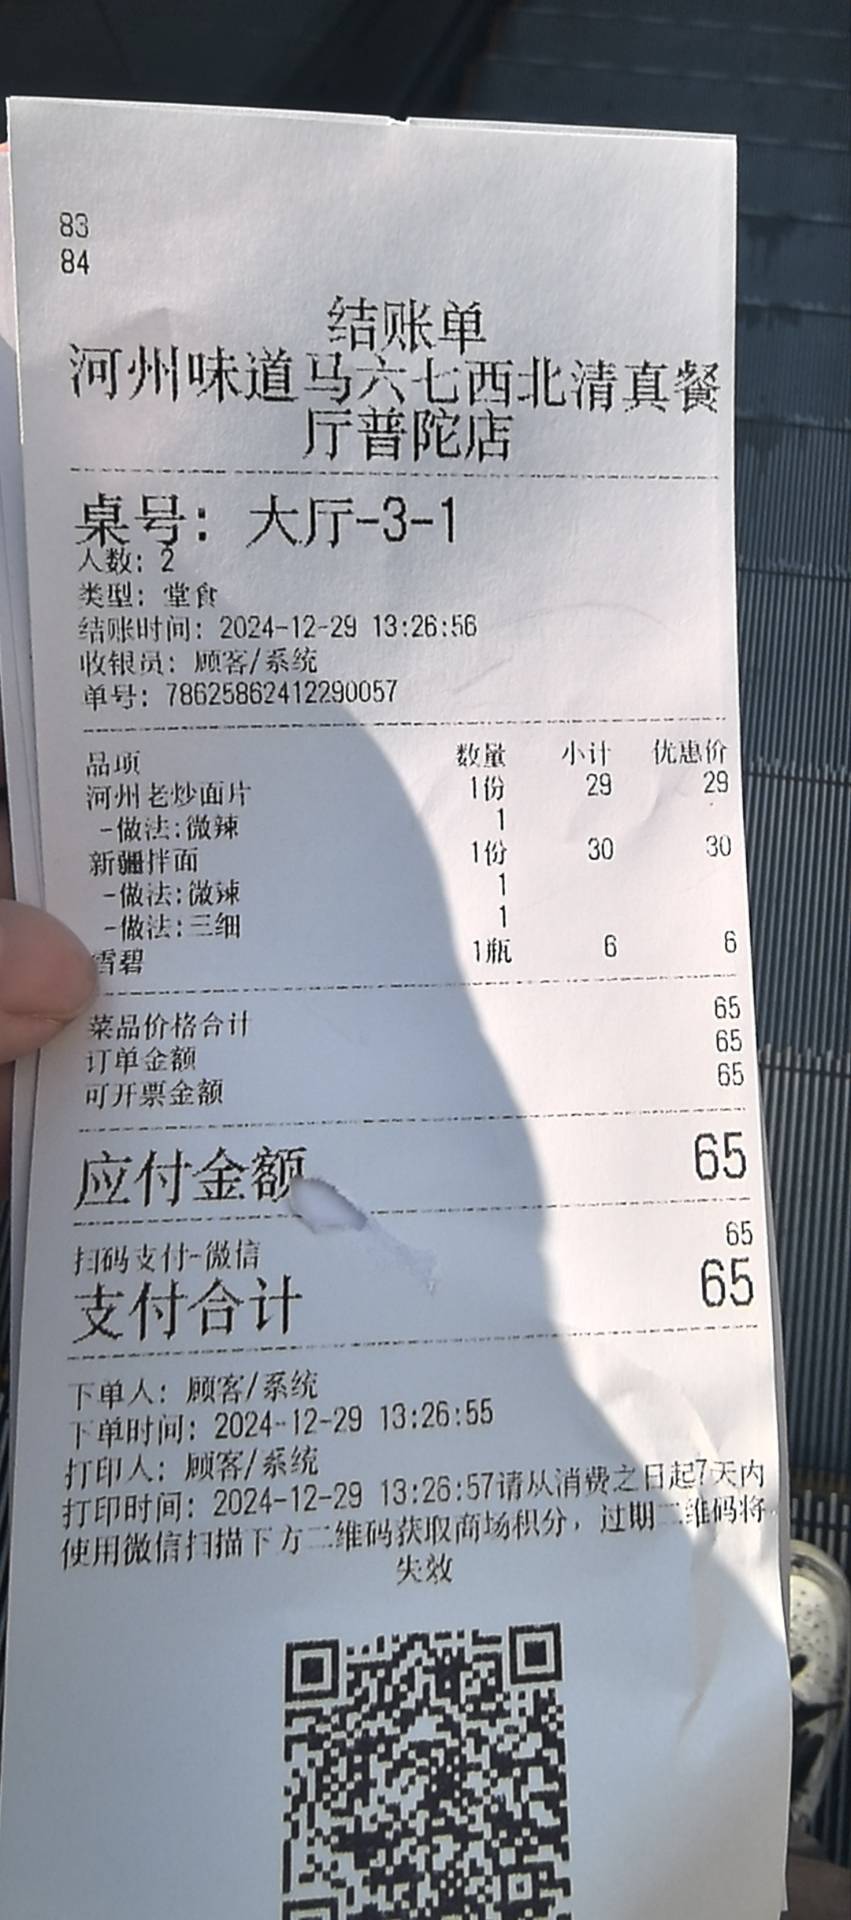 83
84
结账单
河州味道马六七西北清真餐
厅普陀店
桌号：大厅-3-1
人数：2
类型：堂食
结账时间：2024-12-29 13:26:56
收银员：顾客/系统
单号：78625862412290057
品项 数量 小计 优惠价
河州老炒面片 1份 29 29
-做法:微辣 1
新疆拌面 1份 30 30
-做法:微辣 1
-做法:三细 1
雪碧 1瓶 6 6
菜品价格合计 65
订单金额 65
可开票金额 65
应付金额 65
扫码支付-微信 65
支付合计 65
下单人：顾客/系统
下单时间：2024-12-29 13:26:55
打印人：顾客/系统
打印时间：2024-12-29 13:26:57请从消费之日起7天内
使用微信扫描下方二维码获取商场积分，过期二维码将
失效